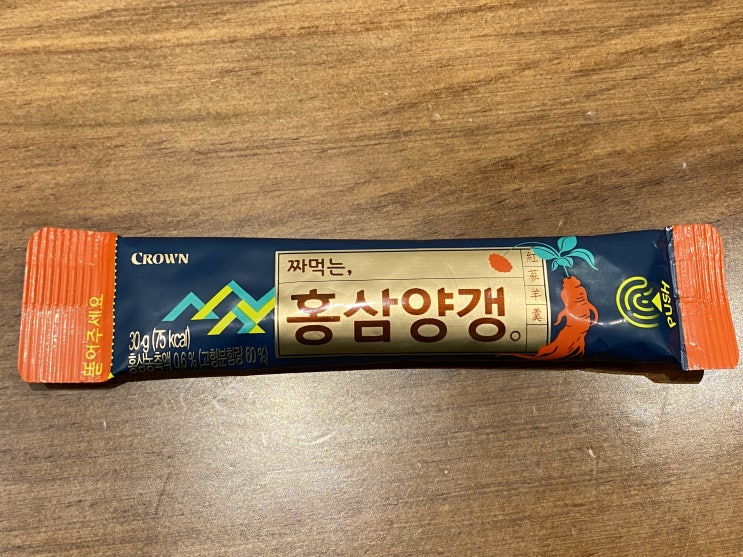 CROWN
30 g (75 kcal)
홍삼농축액 0.6 % (고형분함량 60 %)
짜먹는,
홍삼양갱。
紅蔘羊羹
PUSH
뜯어주세요